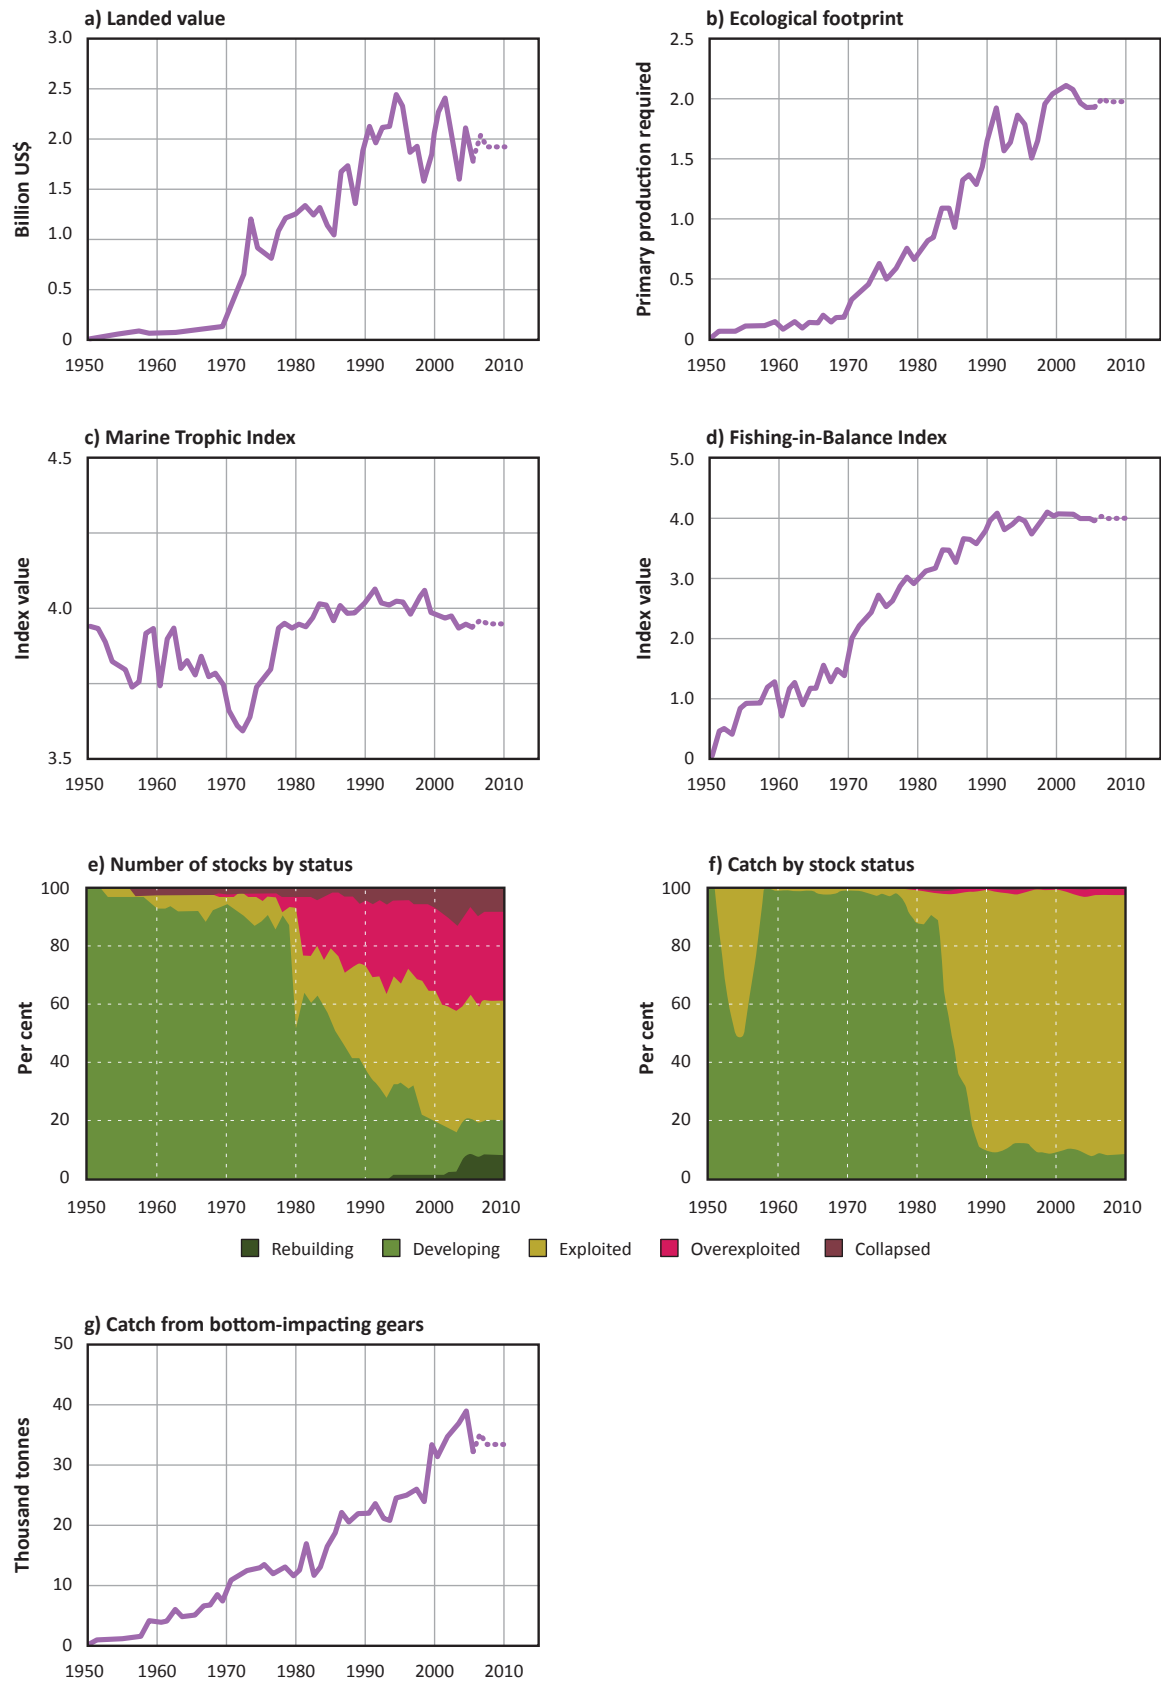 a) Landed value
3.0
2.5
2.0
1.5
1.0
0.5
0
Billion US$
1950 1960 1970 1980 1990 2000 2010
b) Ecological footprint
2.5
2.0
1.5
1.0
0.5
0
Primary production required
1950 1960 1970 1980 1990 2000 2010
c) Marine Trophic Index
4.5
4.0
3.5
Index value
1950 1960 1970 1980 1990 2000 2010
d) Fishing-in-Balance Index
5.0
4.0
3.0
2.0
1.0
0
Index value
1950 1960 1970 1980 1990 2000 2010
e) Number of stocks by status
100
80
60
40
20
0
Per cent
1950 1960 1970 1980 1990 2000 2010
f) Catch by stock status
100
80
60
40
20
0
Per cent
1950 1960 1970 1980 1990 2000 2010
Rebuilding Developing Exploited Overexploited Collapsed
g) Catch from bottom-impacting gears
50
40
30
20
10
0
Thousand tonnes
1950 1960 1970 1980 1990 2000 2010